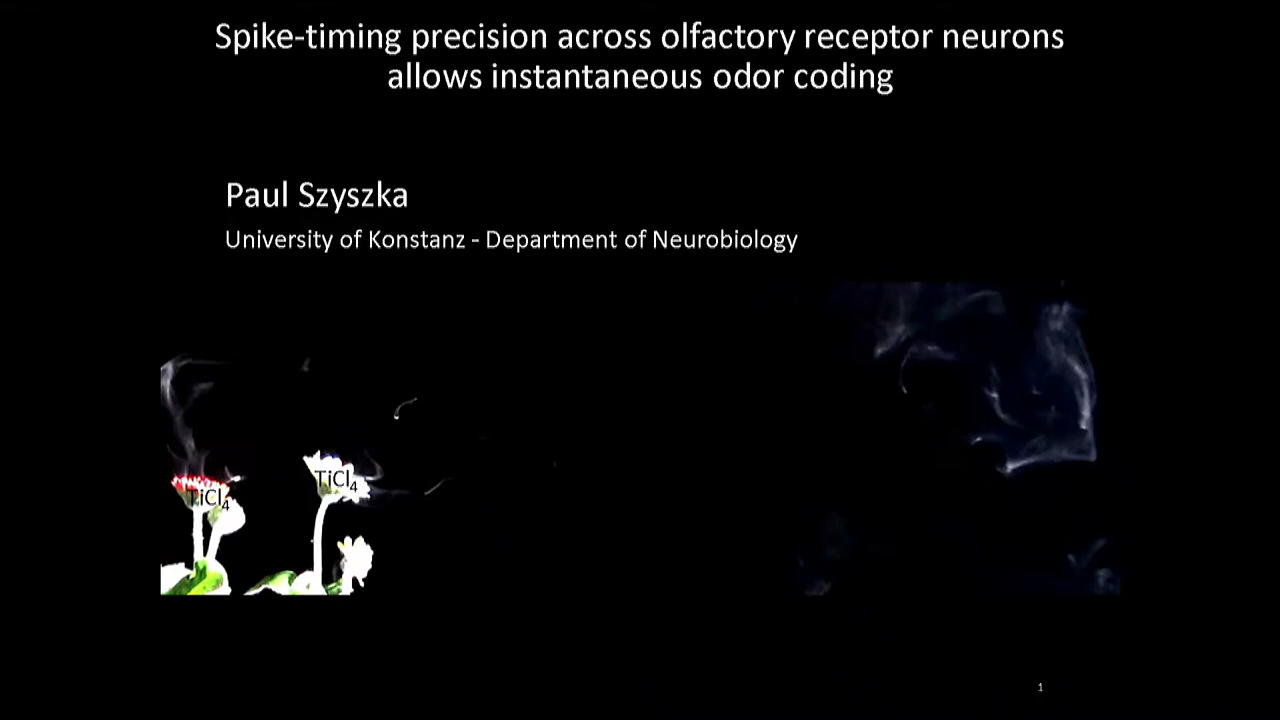 Spike-timing precision across olfactory receptor neurons
allows instantaneous odor coding
Paul Szyszka
University of Konstanz - Department of Neurobiology
TiCl₄
TiCl₄
1